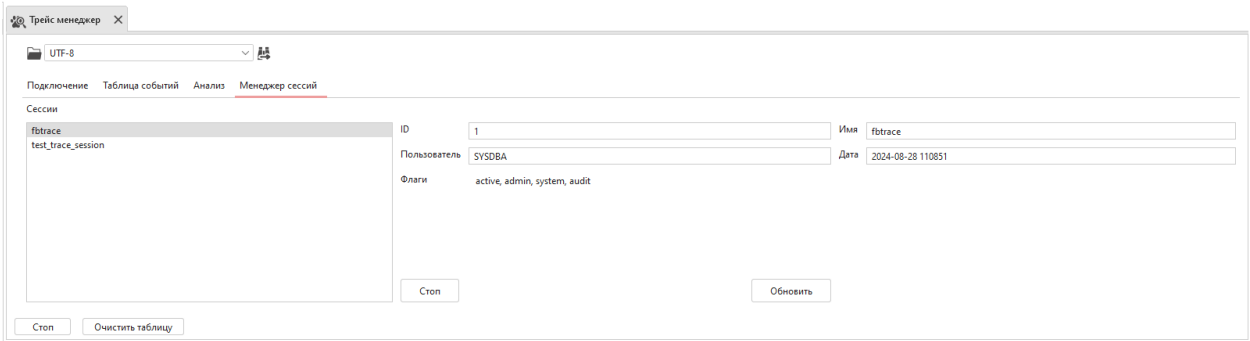 Трейс менеджер
UTF-8
Подключение Таблица событий Анализ Менеджер сессий
Сессии
fbtrace
test_trace_session
ID 1 Имя fbtrace
Пользователь SYSDBA Дата 2024-08-28 110851
Флаги active, admin, system, audit
Стоп Обновить
Стоп Очистить таблицу